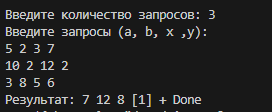 Введите количество запросов: 3
Введите запросы (a, b, x ,y):
5 2 3 7
10 2 12 2
3 8 5 6
Результат: 7 12 8 [1] + Done